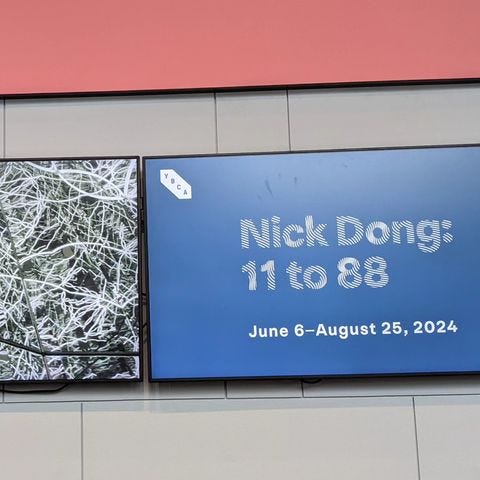 YBCA
Nick Dong:
11 to 88
June 6–August 25, 2024